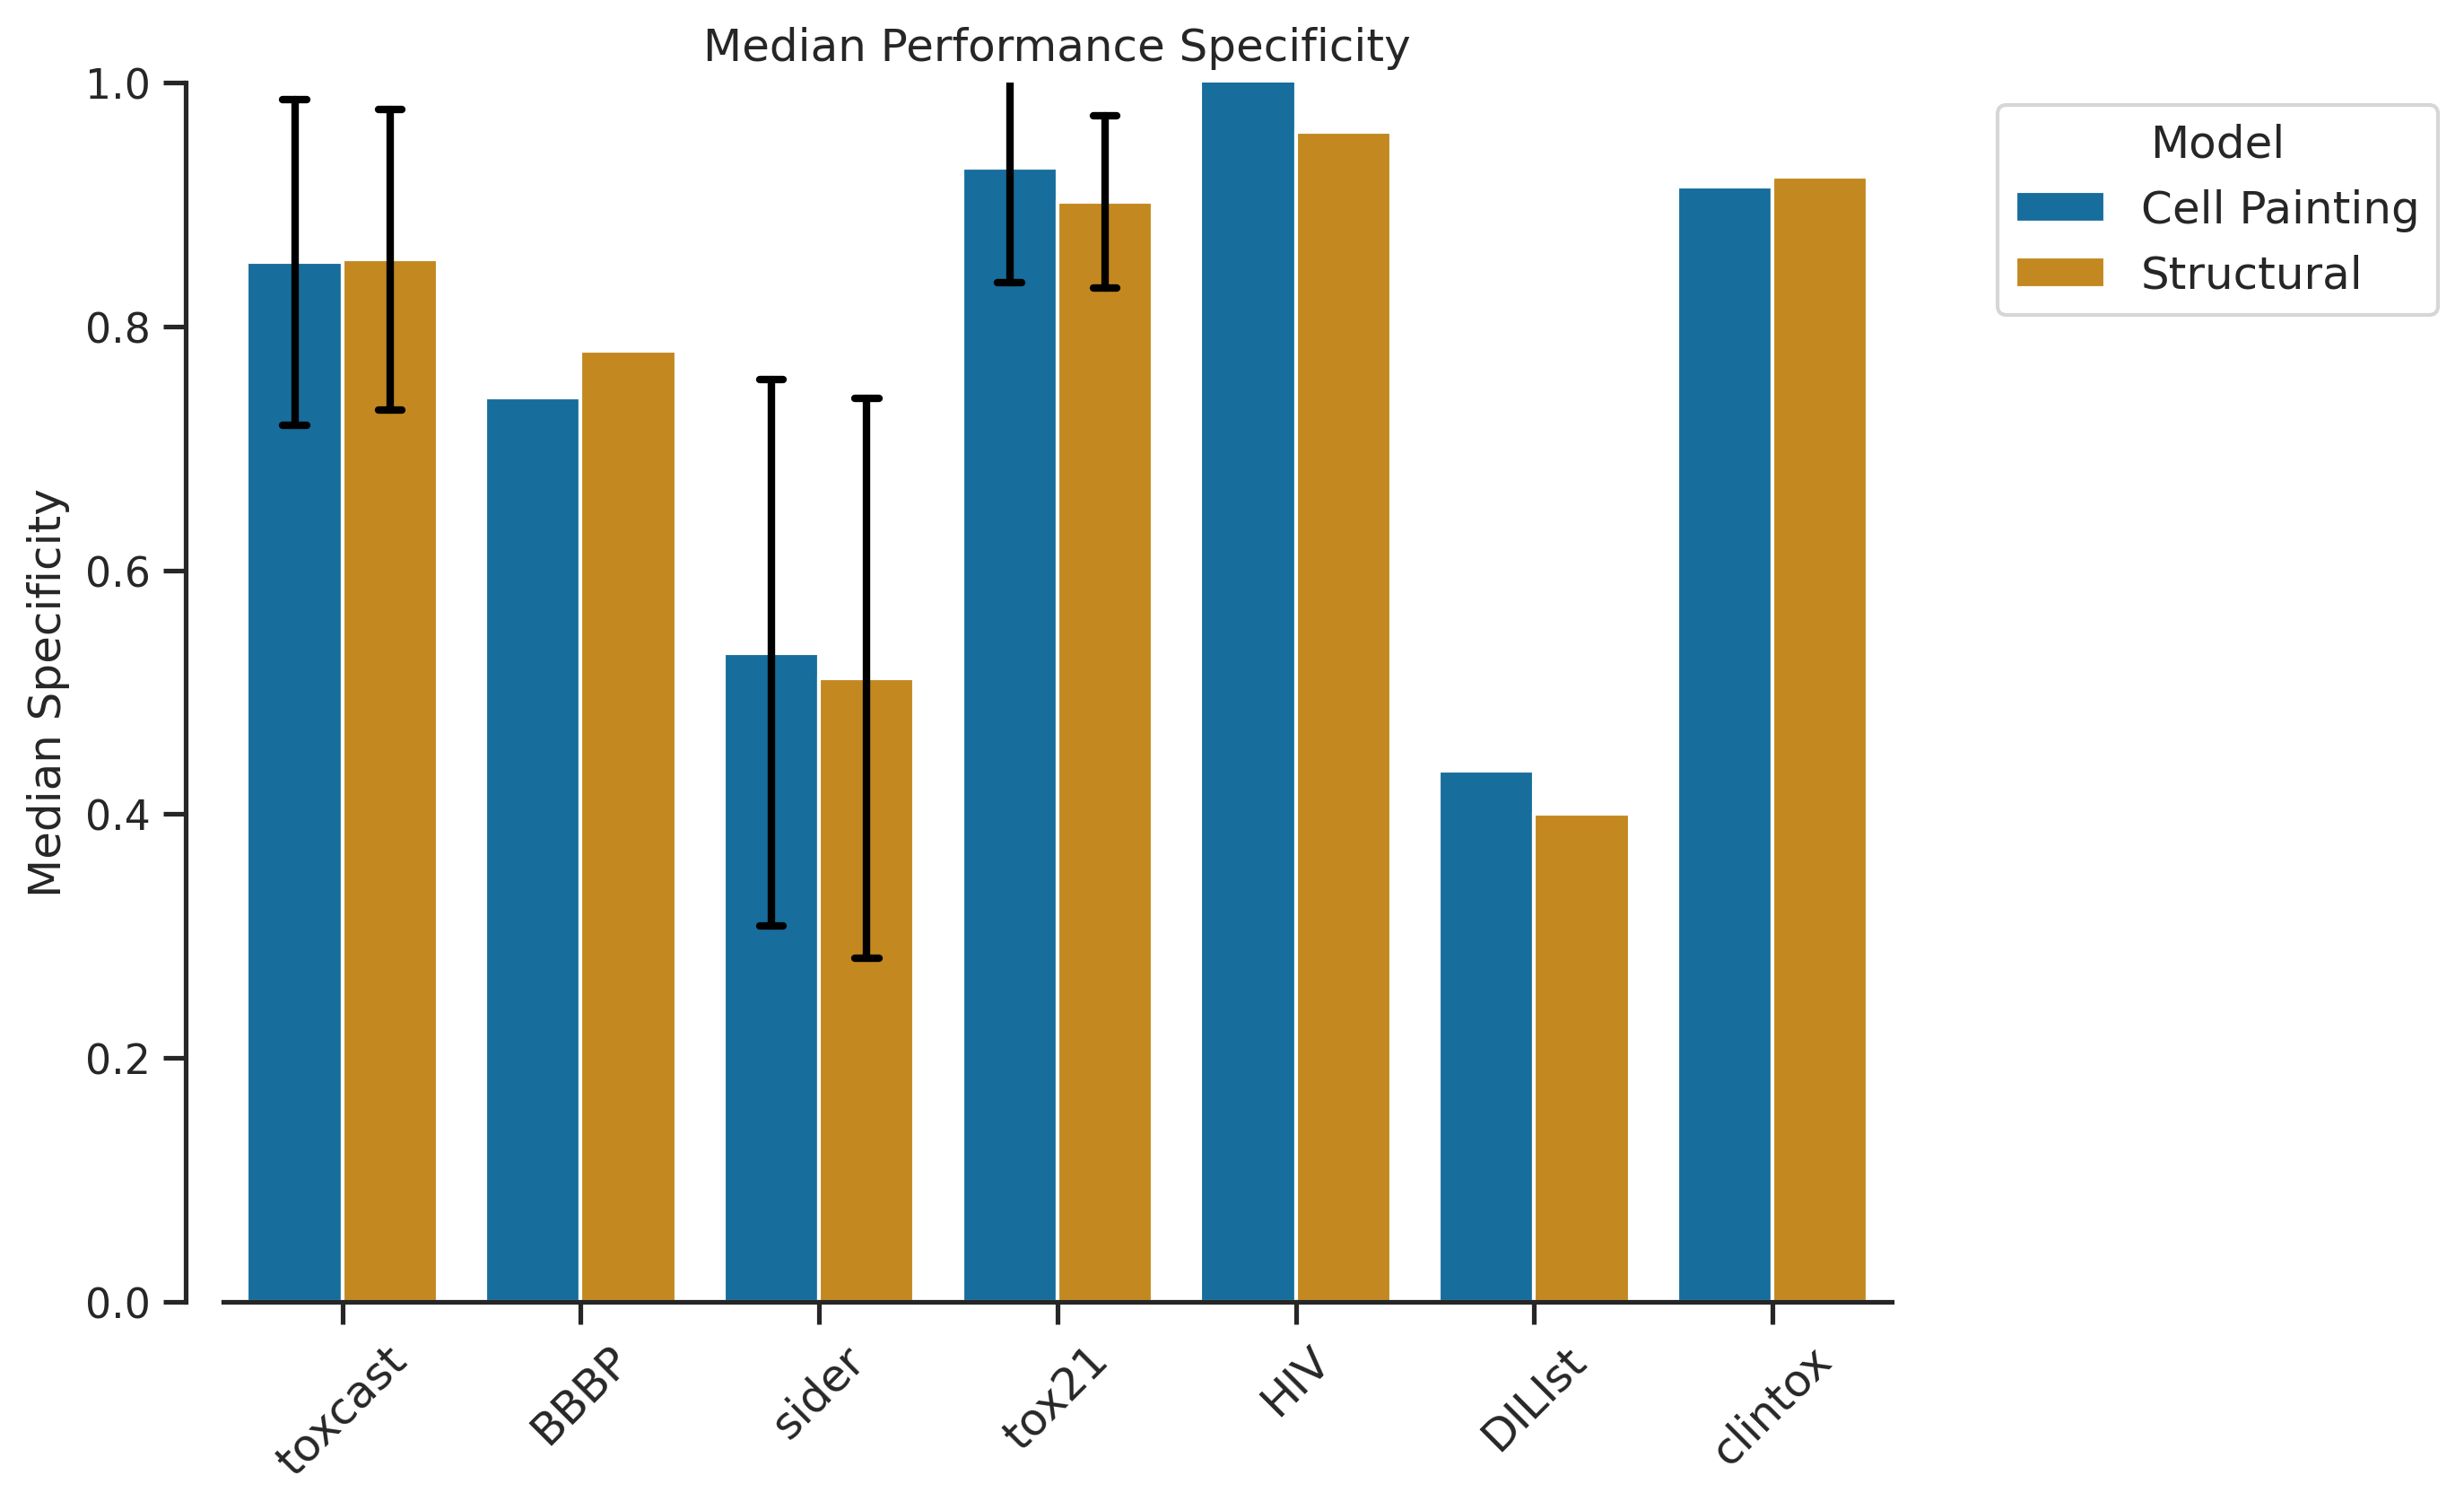 Median Performance Specificity
Median Specificity
1.0
0.8
0.6
0.4
0.2
0.0
toxcast
BBBP
sider
tox21
HIV
DILIst
clintox
Model
Cell Painting
Structural